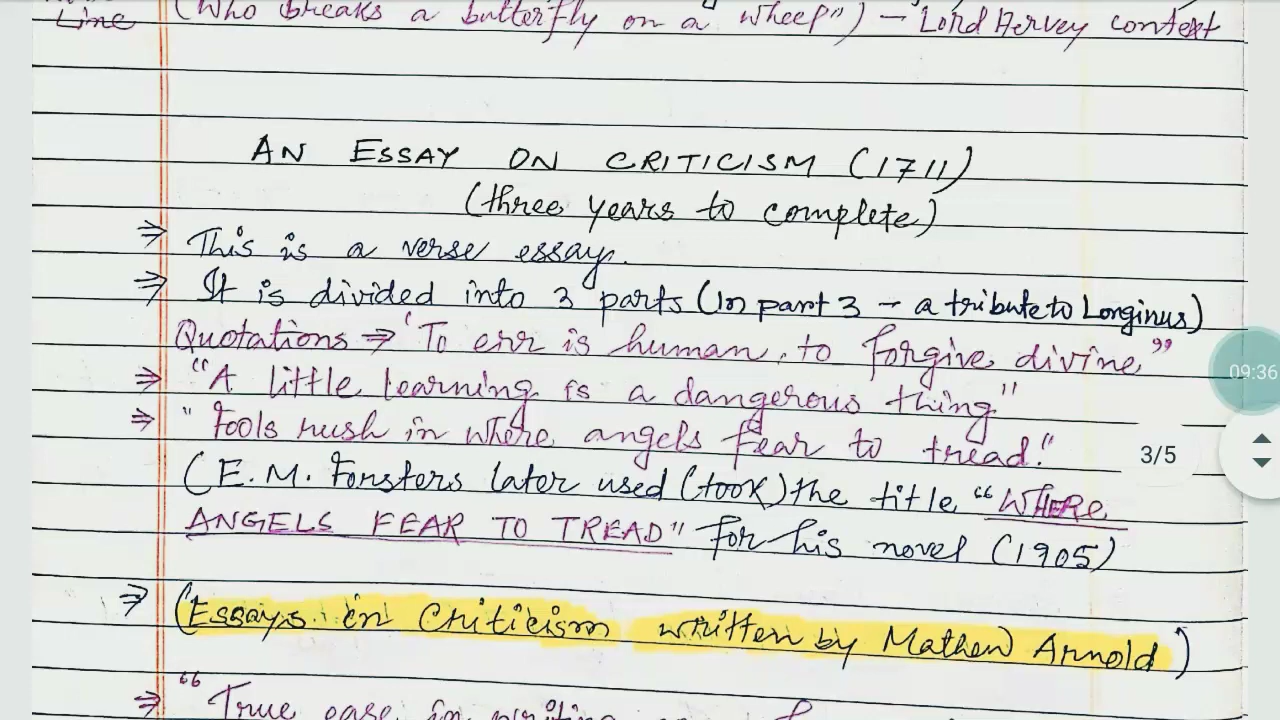 Line (Who breaks a butterfly on a wheel") – Lord Hervey context
AN ESSAY ON CRITICISM (1711)
(three years to complete)
⇒ This is a verse essay.
⇒ It is divided into 3 parts (In part 3 – a tribute to Longinus)
Quotations ⇒ 'To err is human, to forgive, divine"
⇒ "A little learning is a dangerous thing"
⇒ "Fools rush in where angels fear to tread."
(E.M. Forsters later used (took) the title "WHERE
ANGELS FEAR TO TREAD" for his novel (1905)
⇒ (Essays in Criticism written by Mathew Arnold)
⇒ "True ease in writing
09:36
3/5